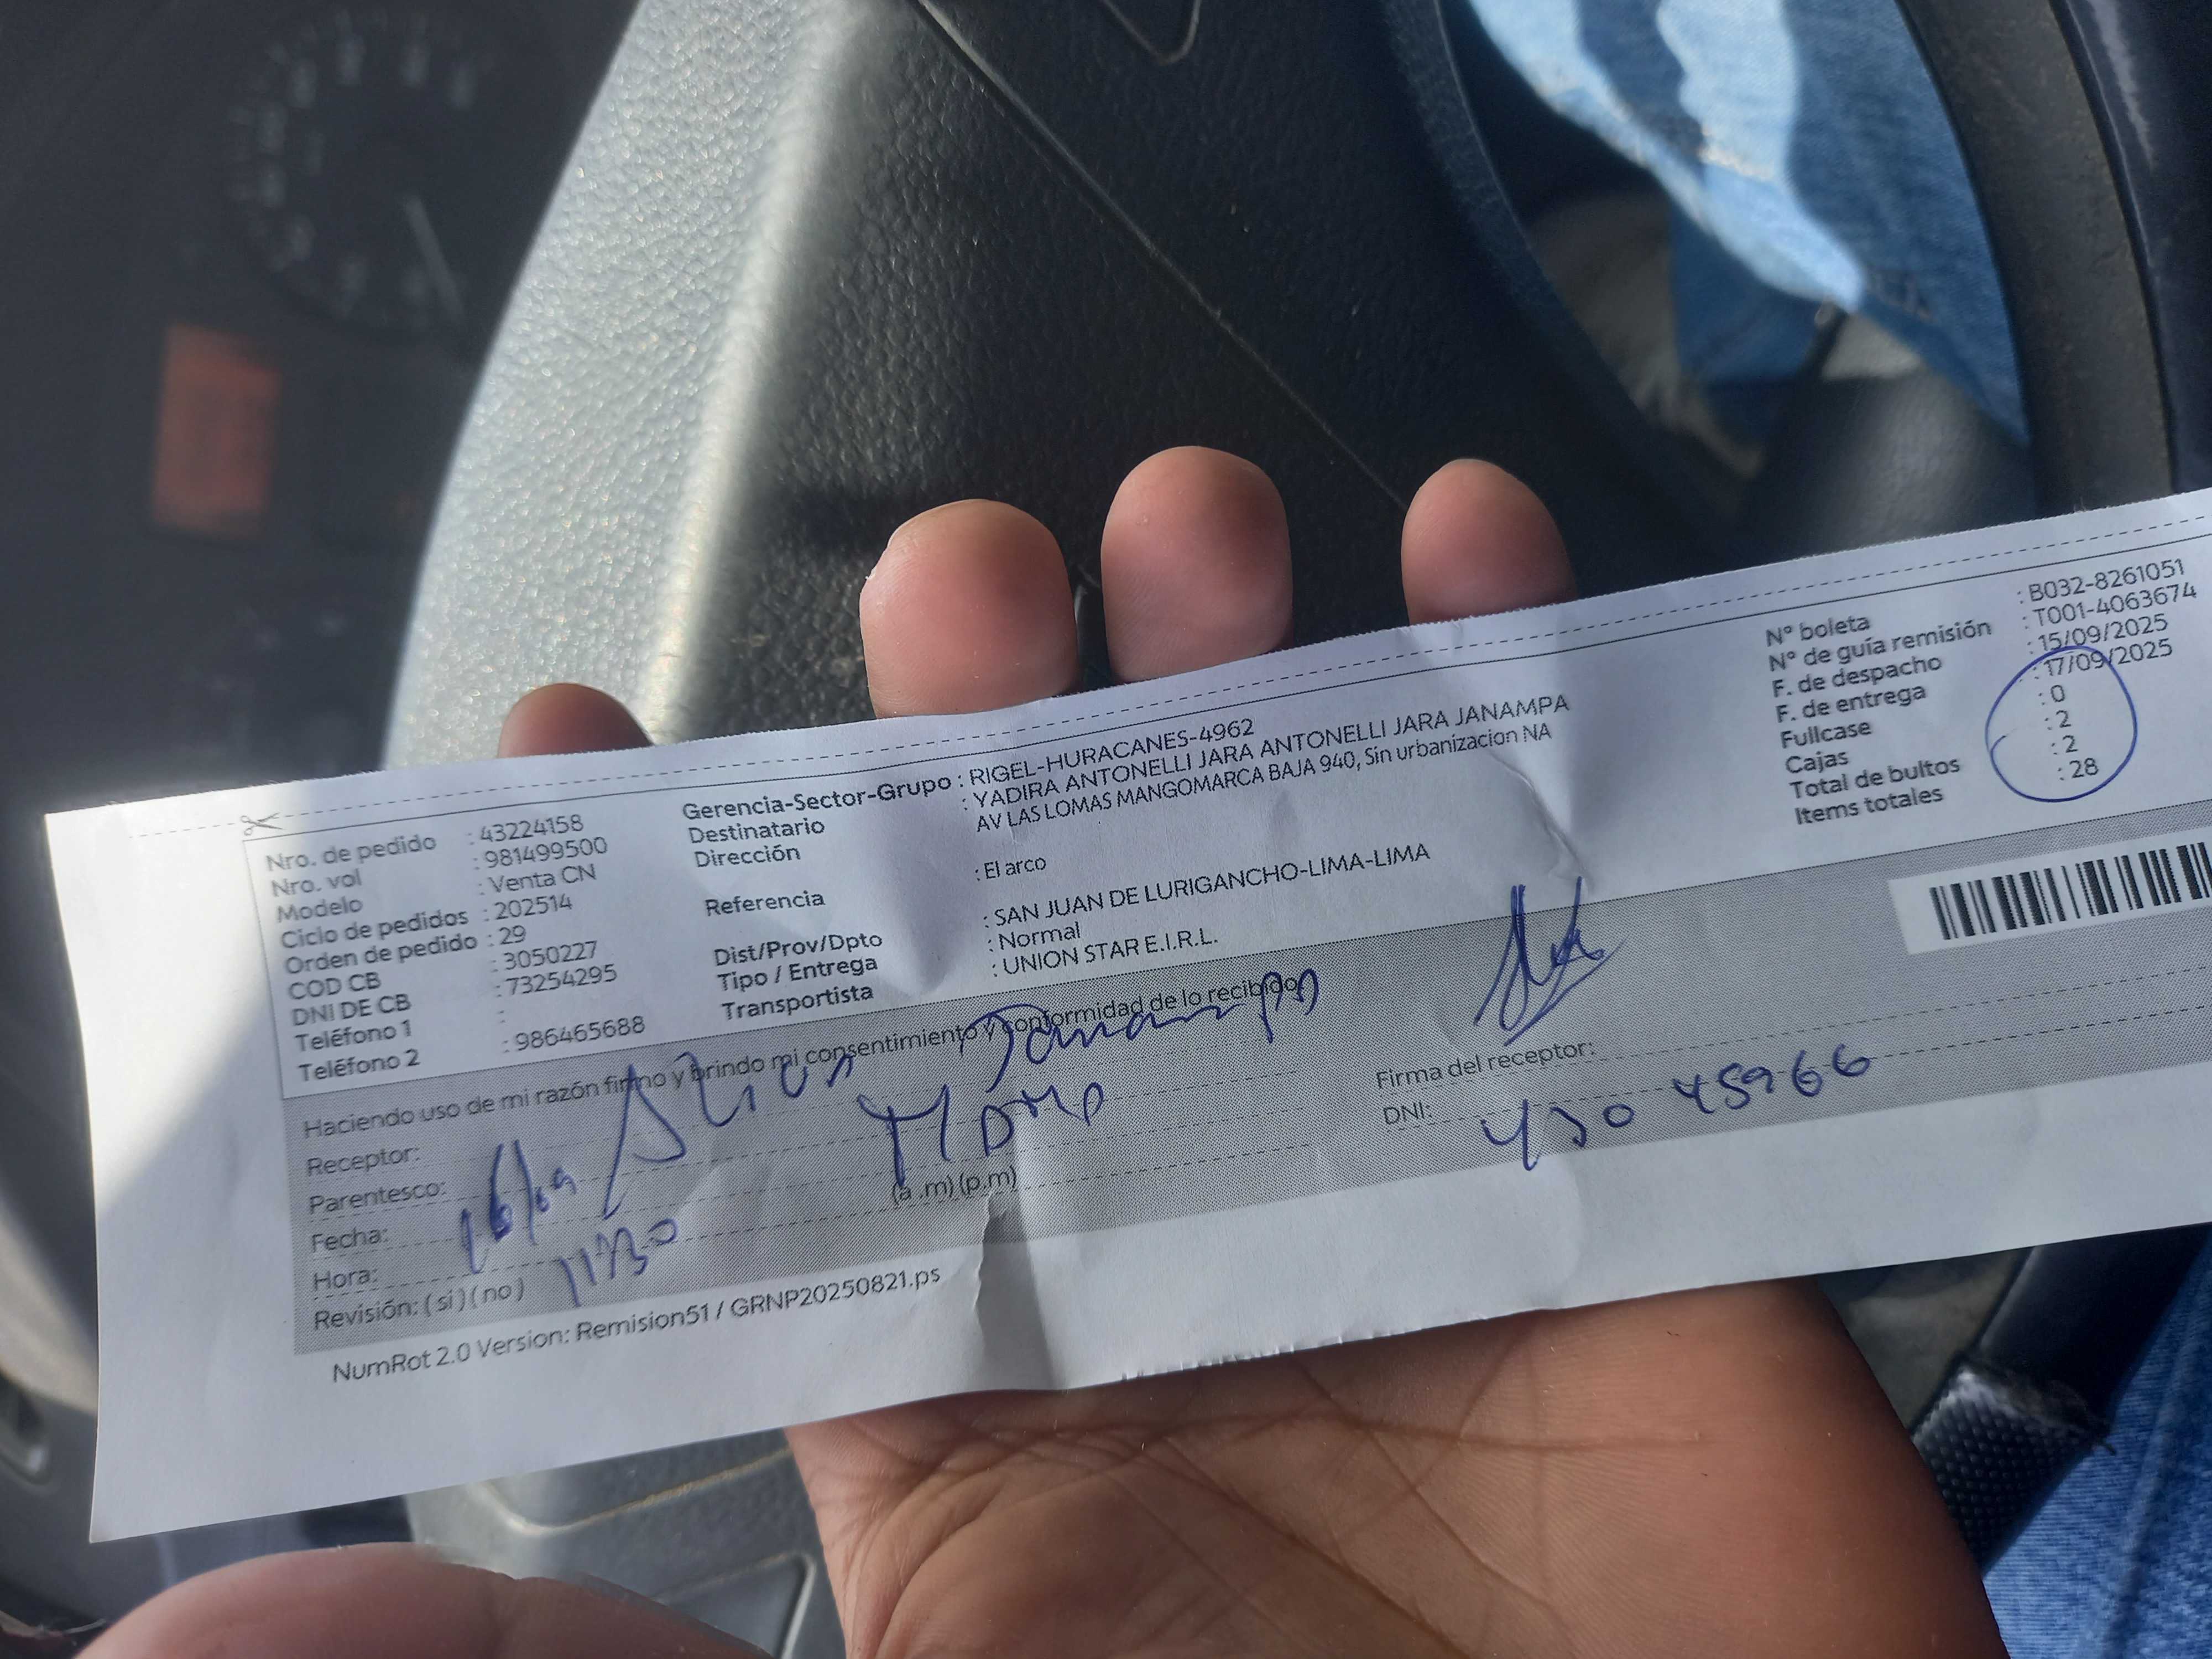 Nro. de pedido : 43224158
Nro. vol : 981499500
Modelo : Venta CN
Ciclo de pedidos : 202514
Orden de pedido : 29
COD CB : 3050227
DNI DE CB : 73254295
Teléfono 1 :
Teléfono 2 : 986465688
Gerencia-Sector-Grupo : RIGEL-HURACANES-4962
Destinatario : YADIRA ANTONELLI JARA ANTONELLI JARA JANAMPA
Dirección AV LAS LOMAS MANGOMARCA BAJA 940, Sin urbanizacion NA
Referencia : El arco
Dist/Prov/Dpto : SAN JUAN DE LURIGANCHO-LIMA-LIMA
Tipo / Entrega : Normal
Transportista : UNION STAR E.I.R.L.
N° boleta : B032-8261051
N° de guía remisión : T001-4063674
F. de despacho : 15/09/2025
F. de entrega : 17/09/2025
Fullcase : 0
Cajas : 2
Total de bultos : 2
Items totales : 28
Haciendo uso de mi razón firmo y brindo mi consentimiento y conformidad de lo recibido
Receptor: Janampa
Parentesco:
Fecha: 16/09
Hora: 11:30 (a .m) (p.m)
Revisión: ( si ) ( no )
Firma del receptor:
DNI:
NumRot 2.0 Version: Remision51 / GRNP20250821.ps